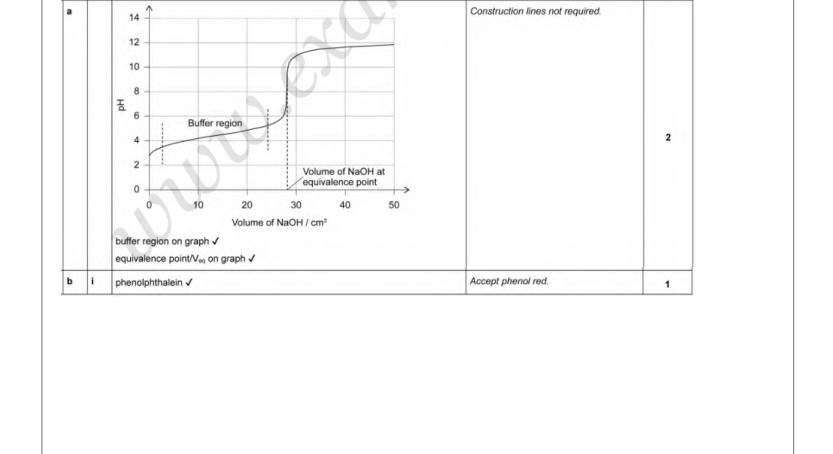 a
Construction lines not required.
14
12
10
8
6
4
2
0
pH
Buffer region
Volume of NaOH at
equivalence point
0 10 20 30 40 50
Volume of NaOH / cm³
2
buffer region on graph ✓
equivalence point/Veq on graph ✓
b i phenolphthalein ✓ Accept phenol red. 1
www.exa